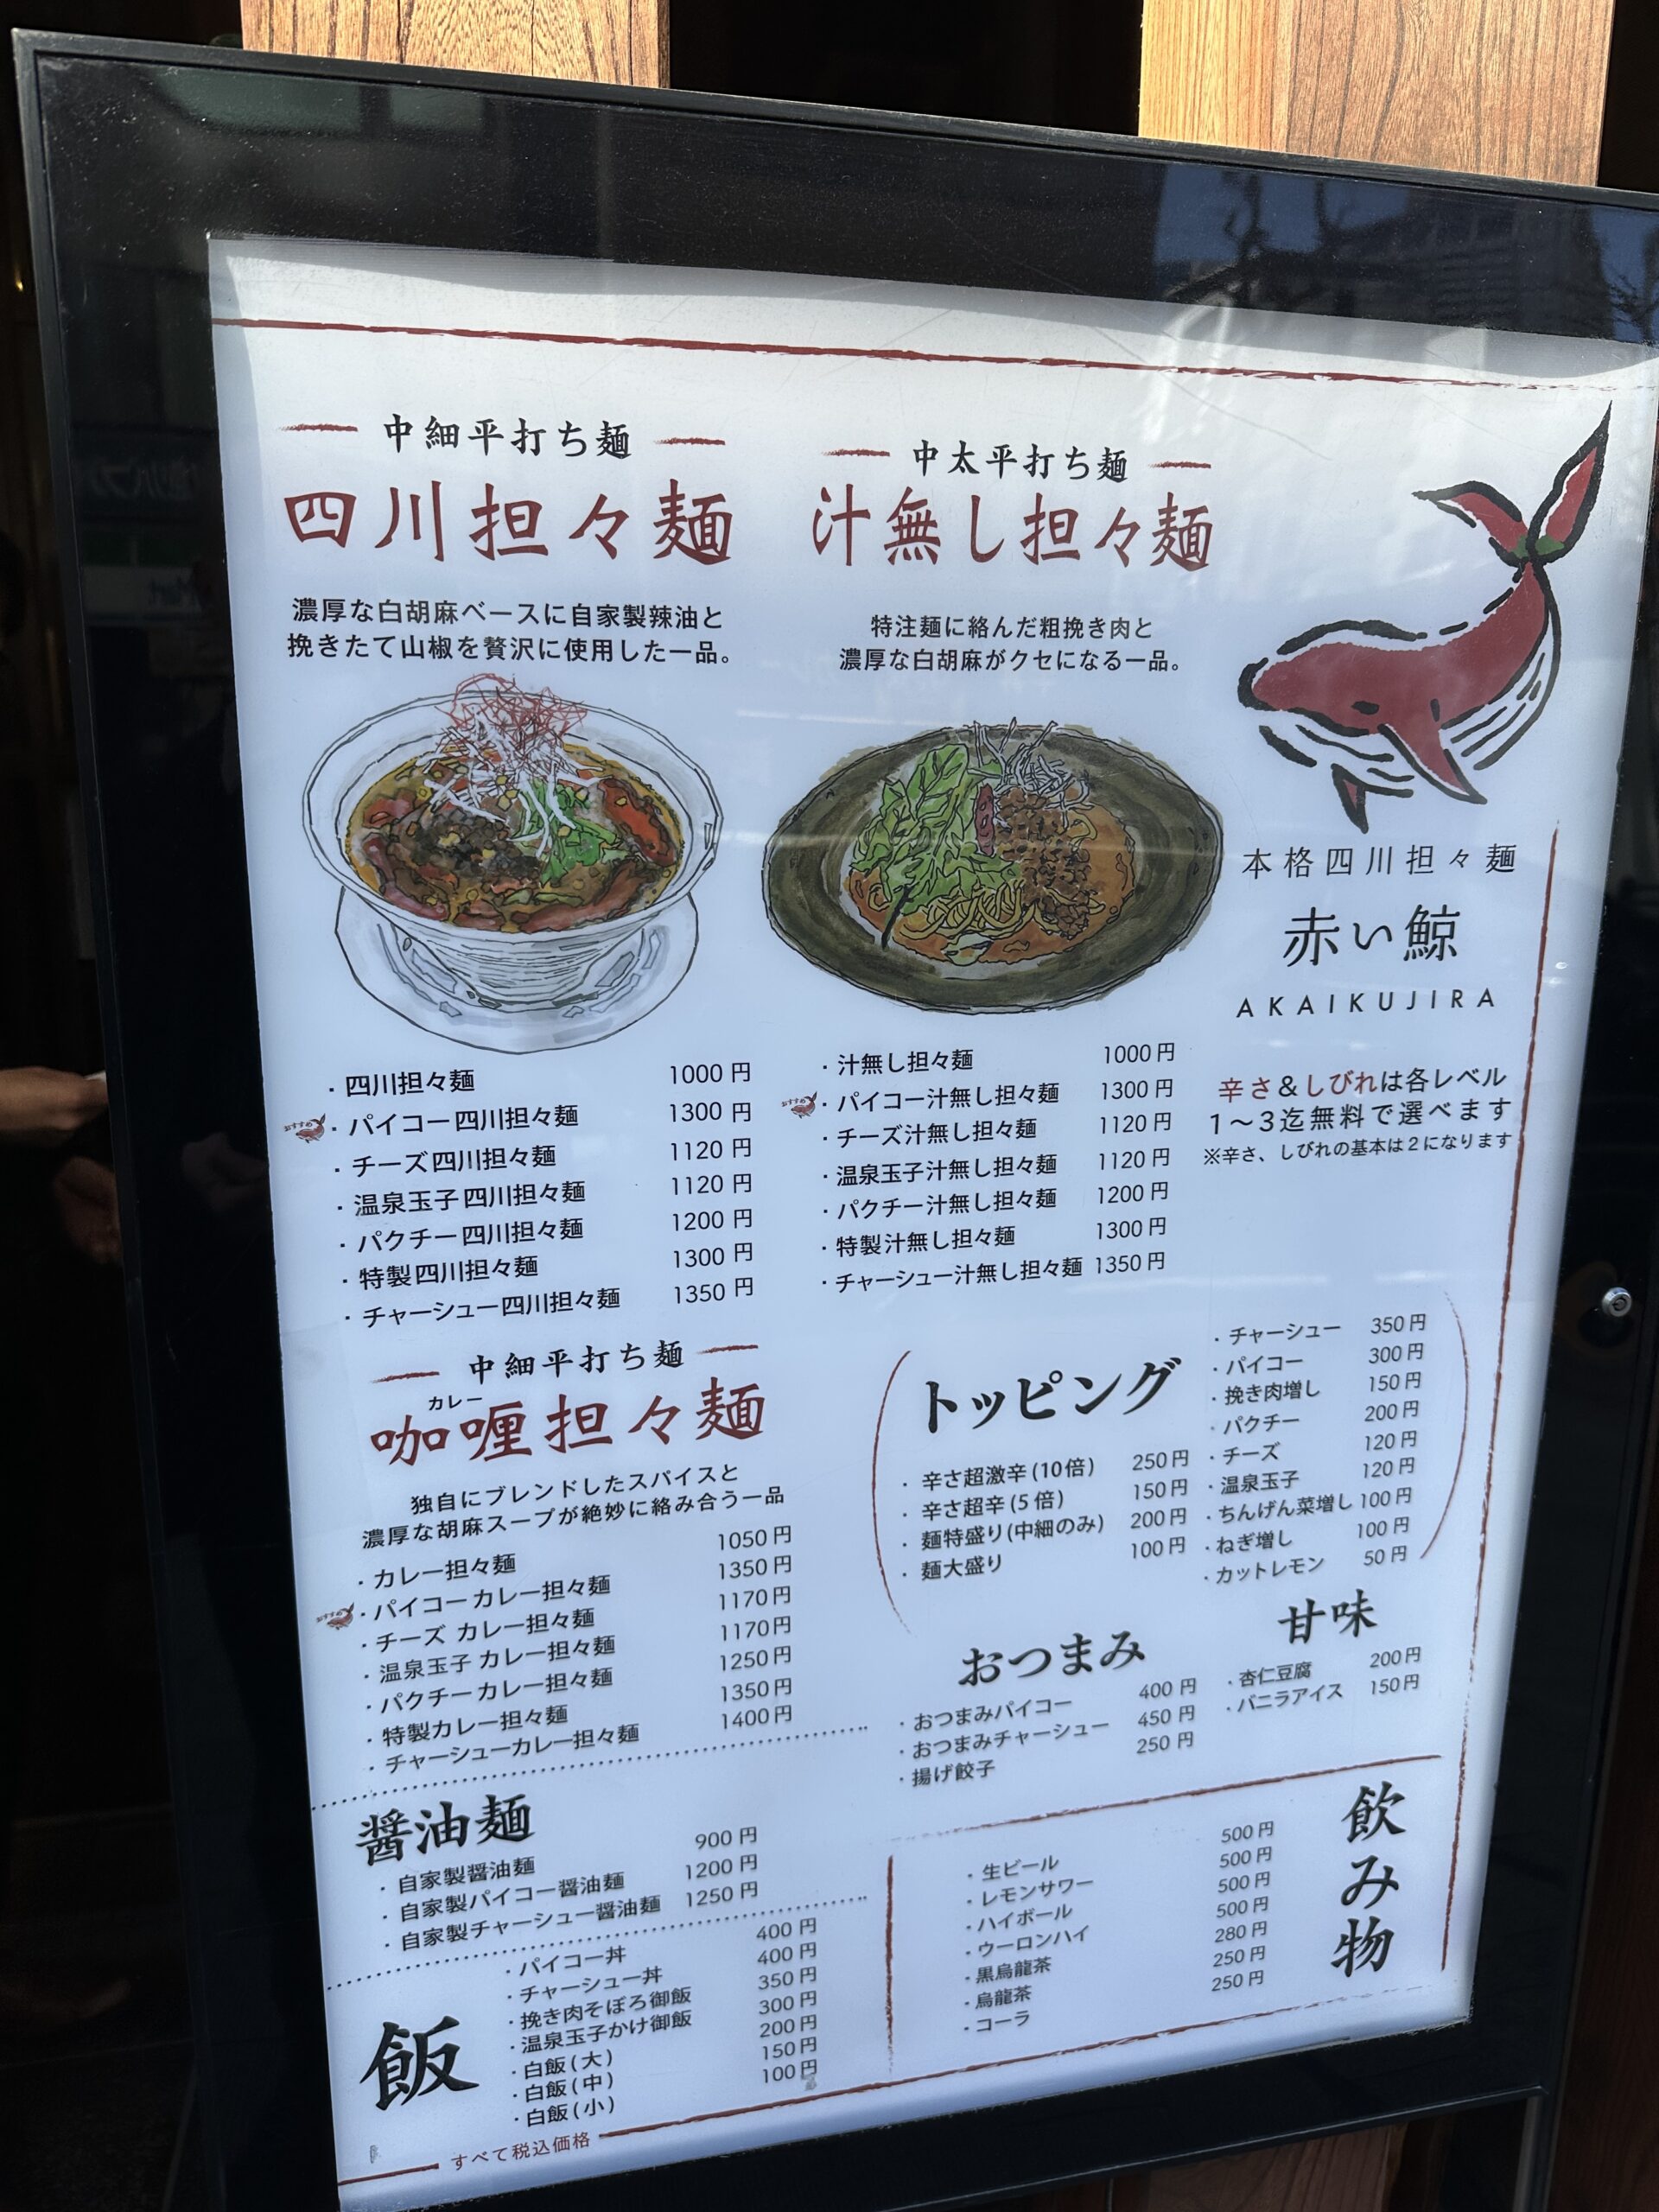 中細平打ち麺
四川担々麺
濃厚な白胡麻ベースに自家製辣油と
挽きたて山椒を贅沢に使用した一品。
・四川担々麺 1000円
おすすめ ・パイコー四川担々麺 1300円
・チーズ四川担々麺 1120円
・温泉玉子四川担々麺 1120円
・パクチー四川担々麺 1200円
・特製四川担々麺 1300円
・チャーシュー四川担々麺 1350円
中太平打ち麺
汁無し担々麺
特注麺に絡んだ粗挽き肉と
濃厚な白胡麻がクセになる一品。
・汁無し担々麺 1000円
おすすめ ・パイコー汁無し担々麺 1300円
・チーズ汁無し担々麺 1120円
・温泉玉子汁無し担々麺 1120円
・パクチー汁無し担々麺 1200円
・特製汁無し担々麺 1300円
・チャーシュー汁無し担々麺 1350円
本格四川担々麺
赤い鯨
AKAIKUJIRA
辛さ&しびれは各レベル
1〜3迄無料で選べます
※辛さ、しびれの基本は2になります
中細平打ち麺
カレー
咖喱担々麺
独自にブレンドしたスパイスと
濃厚な胡麻スープが絶妙に絡み合う一品
・カレー担々麺 1050円
おすすめ ・パイコーカレー担々麺 1350円
・チーズ カレー担々麺 1170円
・温泉玉子 カレー担々麺 1170円
・パクチーカレー担々麺 1250円
・特製カレー担々麺 1350円
・チャーシューカレー担々麺 1400円
トッピング
・辛さ超激辛(10倍) 250円
・辛さ超辛(5倍) 150円
・麺特盛り(中細のみ) 200円
・麺大盛り 100円
・チャーシュー 350円
・パイコー 300円
・挽き肉増し 150円
・パクチー 200円
・チーズ 120円
・温泉玉子 120円
・ちんげん菜増し 100円
・ねぎ増し 100円
・カットレモン 50円
おつまみ
・おつまみパイコー 400円
・おつまみチャーシュー 450円
・揚げ餃子 250円
甘味
・杏仁豆腐 200円
・バニラアイス 150円
醤油麺
・自家製醤油麺 900円
・自家製パイコー醤油麺 1200円
・自家製チャーシュー醤油麺 1250円
飯
・パイコー丼 400円
・チャーシュー丼 400円
・挽き肉そぼろ御飯 350円
・温泉玉子かけ御飯 300円
・白飯(大) 200円
・白飯(中) 150円
・白飯(小) 100円
飲み物
・生ビール 500円
・レモンサワー 500円
・ハイボール 500円
・ウーロンハイ 500円
・黒烏龍茶 280円
・烏龍茶 250円
・コーラ 250円
すべて税込価格